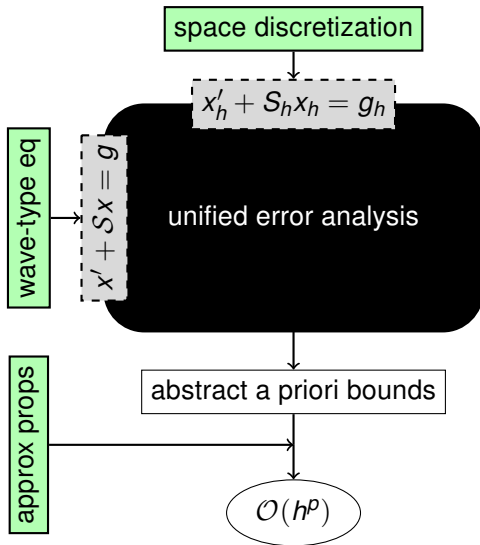 space discretization
x′_h + S_h x_h = g_h
wave-type eq
x′ + 𝒮x = g
unified error analysis
abstract a priori bounds
approx props
𝒪(h^p)